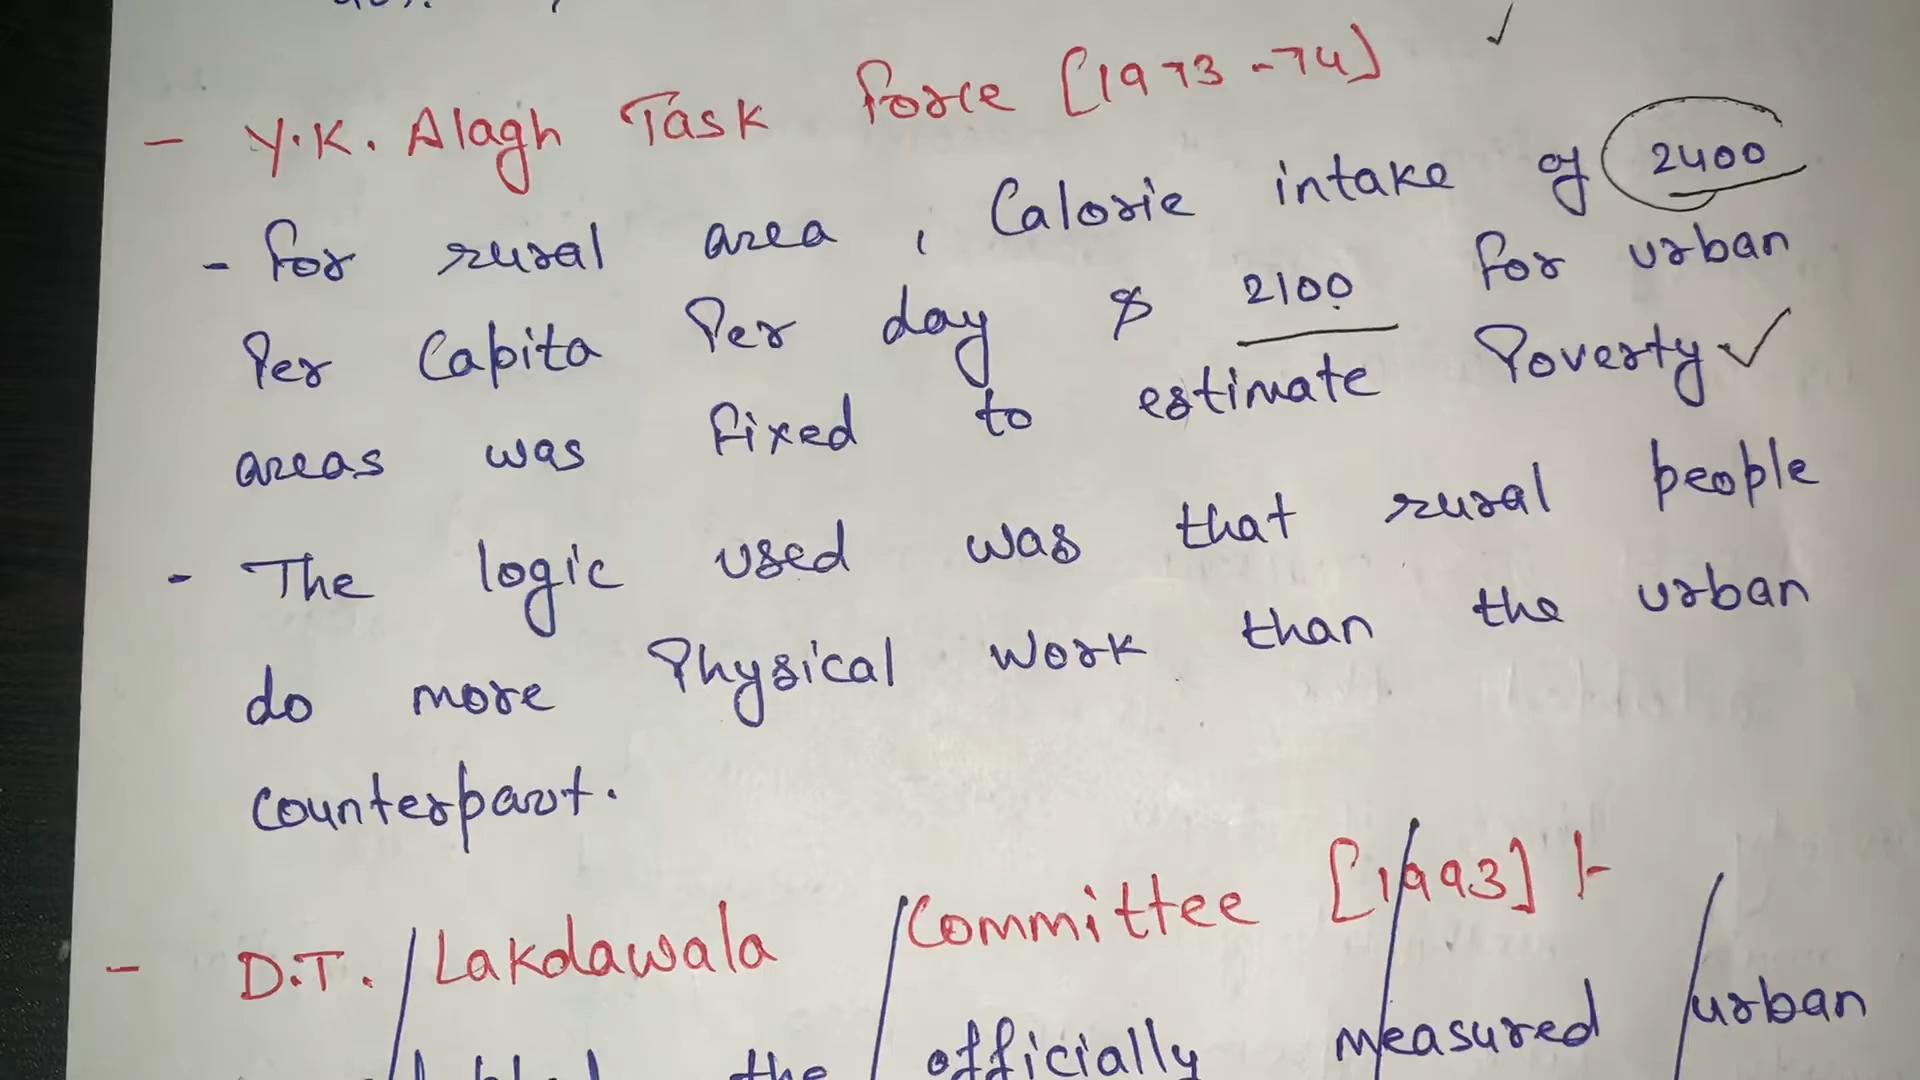 - Y.K. Alagh Task force [1973-74]
- for rural area, Calorie intake of 2400
Per Capita Per day & 2100 for urban
areas was fixed to estimate Poverty
- The logic used was that rural people
do more Physical work than the urban
counterpart.
- D.T. Lakdawala Committee [1993] :-
the officially measured urban